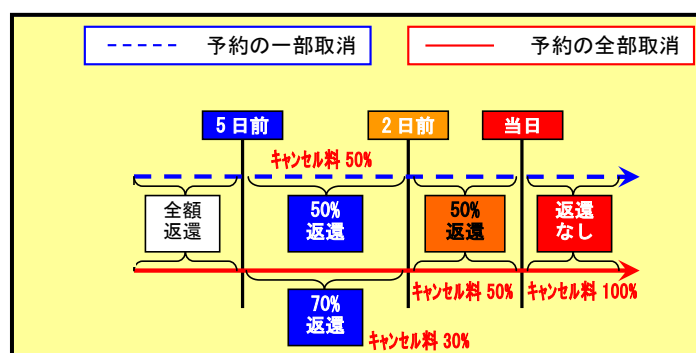 予約の一部取消
予約の全部取消
5日前
2日前
当日
キャンセル料 50%
全額
返還
50%
返還
50%
返還
返還
なし
キャンセル料 50%
キャンセル料 100%
70%
返還
キャンセル料 30%